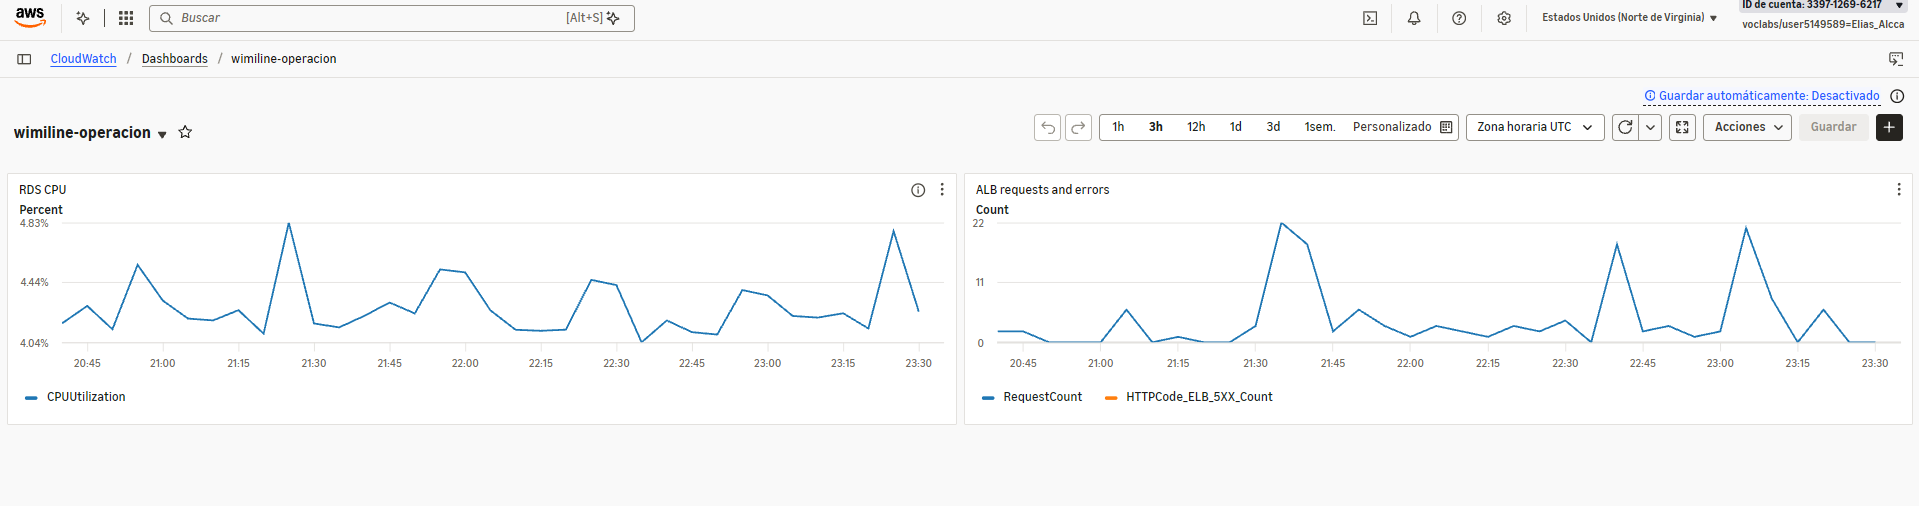 aws
Buscar
[Alt+S]
Estados Unidos (Norte de Virginia)
ID de cuenta: 3397-1269-6217
voclabs/user5149589=Elias_Alcca
CloudWatch / Dashboards / wimiline-operacion
Guardar automáticamente: Desactivado
wimiline-operacion
1h 3h 12h 1d 3d 1sem. Personalizado
Zona horaria UTC
Acciones
Guardar
RDS CPU
Percent
4.83%
4.44%
4.04%
20:45 21:00 21:15 21:30 21:45 22:00 22:15 22:30 22:45 23:00 23:15 23:30
CPUUtilization
ALB requests and errors
Count
22
11
0
20:45 21:00 21:15 21:30 21:45 22:00 22:15 22:30 22:45 23:00 23:15 23:30
RequestCount HTTPCode_ELB_5XX_Count